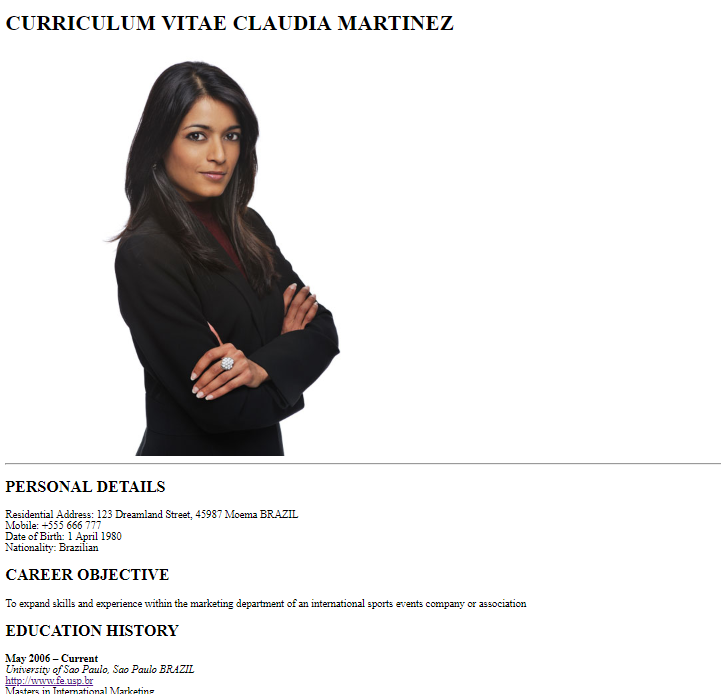 CURRICULUM VITAE CLAUDIA MARTINEZ
PERSONAL DETAILS
Residential Address: 123 Dreamland Street, 45987 Moema BRAZIL
Mobile: +555 666 777
Date of Birth: 1 April 1980
Nationality: Brazilian
CAREER OBJECTIVE
To expand skills and experience within the marketing department of an international sports events company or association
EDUCATION HISTORY
May 2006 – Current
University of Sao Paulo, Sao Paulo BRAZIL
http://www.fe.usp.br
Masters in International Marketing